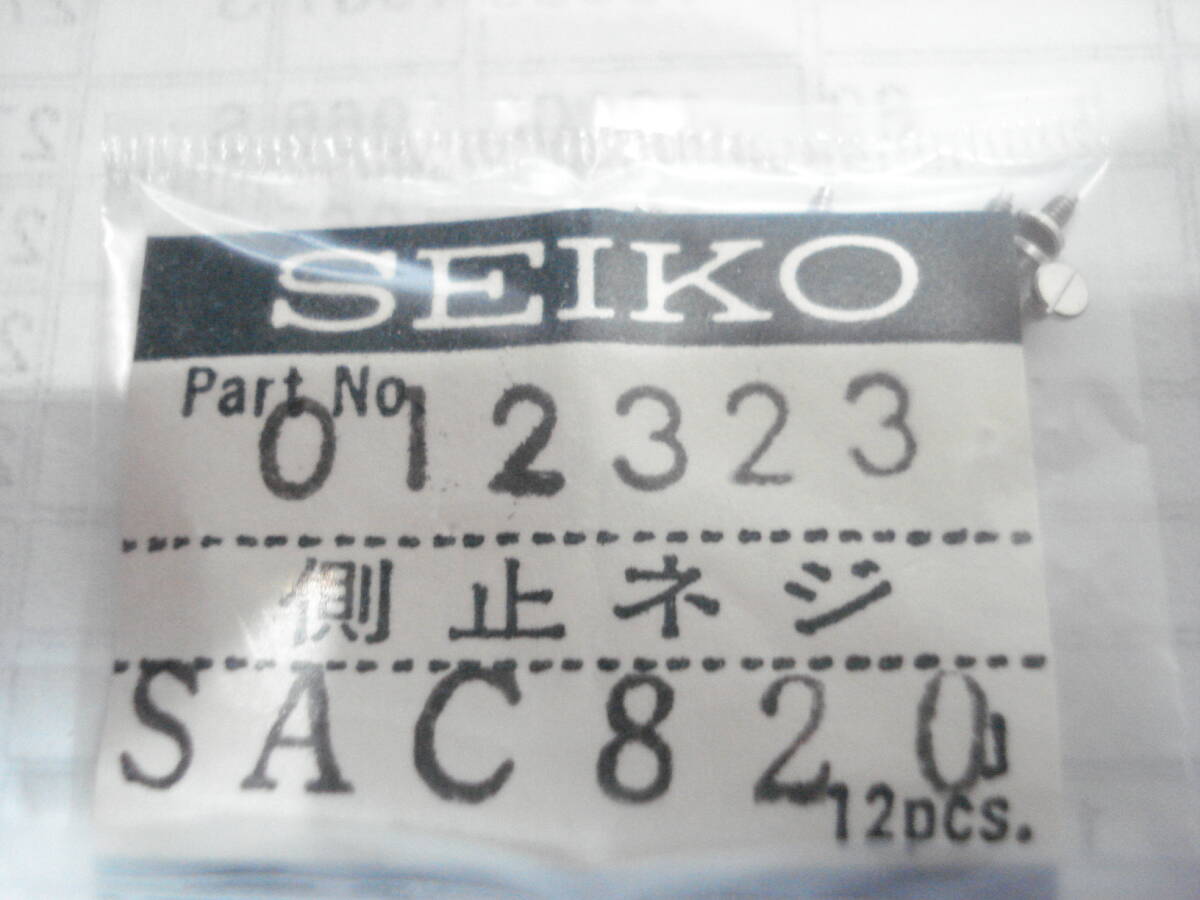 SEIKO
Part No.
012323
側止ネジ
SAC820
12pcs.